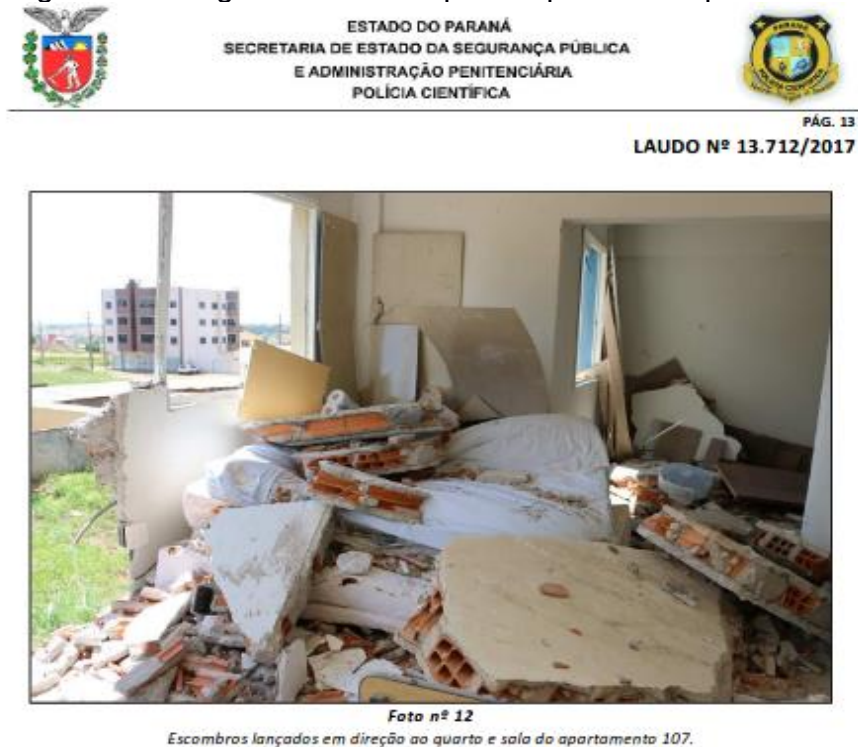 ESTADO DO PARANÁ
SECRETARIA DE ESTADO DA SEGURANÇA PÚBLICA
E ADMINISTRAÇÃO PENITENCIÁRIA
POLÍCIA CIENTÍFICA
PÁG. 13
LAUDO Nº 13.712/2017
Foto nº 12
Escombros lançados em direção ao quarto e sala do apartamento 107.